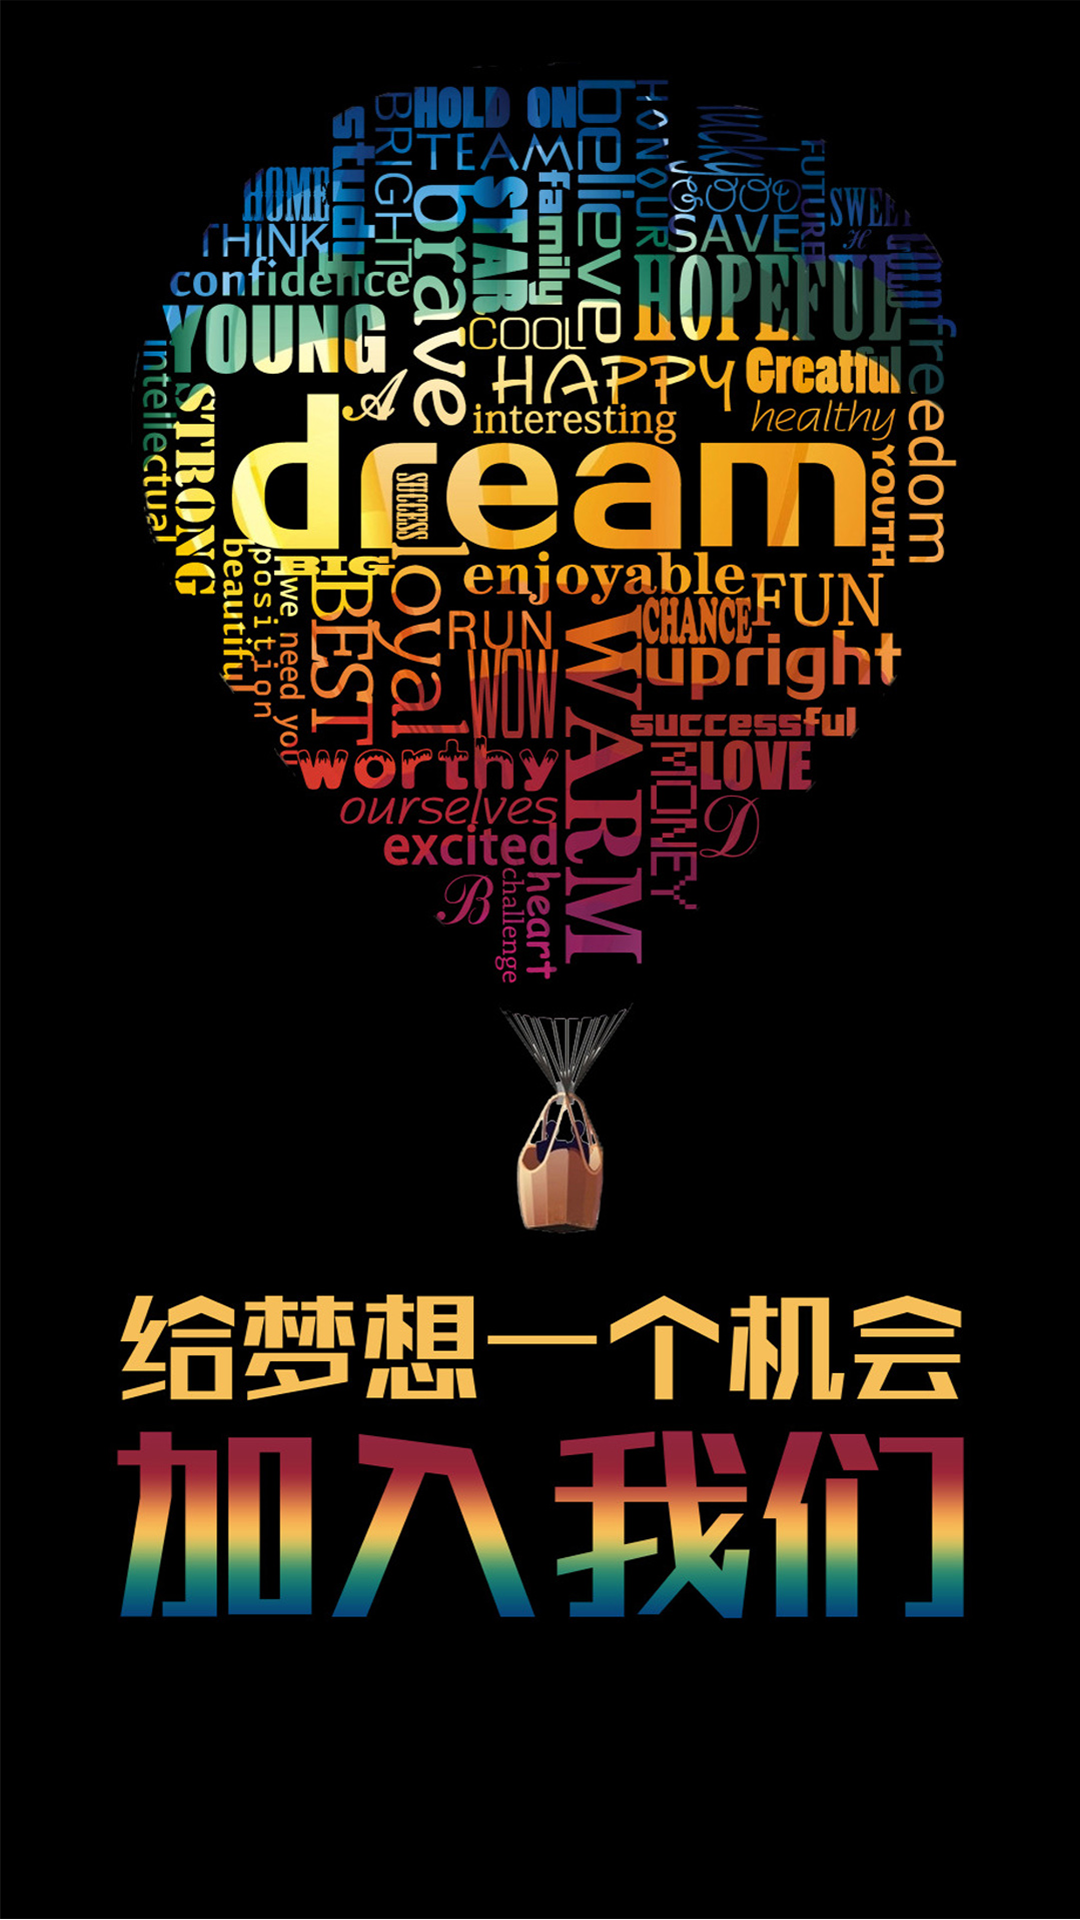 HOLD ON
BRIGHT
study
TEAM
believe
HONOUR
lucky
FUTURE
HOME
brave
STAR
family
you
GOOD
SWEET
THINK
SAVE
H
confidence
HOPEFUL
YOUNG
COOL
intellectual
HAPPY
Greatful
freedom
STRONG
A
interesting
healthy
dream
SUCCESS
YOUTH
beautiful
position
BIG
we need you
BEST
loyal
enjoyable
FUN
CHANCE
RUN
WARM
upright
WOW
successful
worthy
MONEY
LOVE
ourselves
D
excited
B
challenge
heart
给梦想一个机会
加入我们